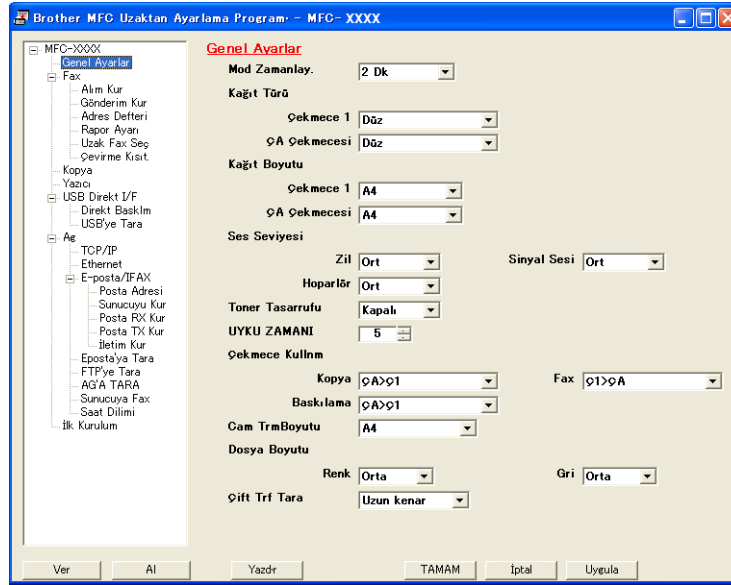 Brother MFC Uzaktan Ayarlama Program· - MFC- XXXX
MFC-XXXX
Genel Ayarlar
Fax
Alım Kur
Gönderim Kur
Adres Defteri
Rapor Ayarı
Uzak Fax Seç
Çevirme Kısıt.
Kopya
Yazıcı
USB Direkt I/F
Direkt BaskIm
USB'ye Tara
Ag
TCP/IP
Ethernet
E-posta/IFAX
Posta Adresi
Sunucuyu Kur
Posta RX Kur
Posta TX Kur
İletim Kur
Eposta'ya Tara
FTP'ye Tara
AG'A TARA
Sunucuya Fax
Saat Dilimi
İlk Kurulum
Genel Ayarlar
Mod Zamanlay. 2 Dk
Kağıt Türü
Çekmece 1 Düz
ÇA Çekmecesi Düz
Kağıt Boyutu
Çekmece 1 A4
ÇA Çekmecesi A4
Ses Seviyesi
Zil Ort Sinyal Sesi Ort
Hoparlör Ort
Toner Tasarrufu Kapalı
UYKU ZAMANI 5
Çekmece Kullnm
Kopya ÇA>Ç1 Fax Ç1>ÇA
Baskılama ÇA>Ç1
Cam TrmBoyutu A4
Dosya Boyutu
Renk Orta Gri Orta
Çift Trf Tara Uzun kenar
Ver Al Yazd·r TAMAM İptal Uygula